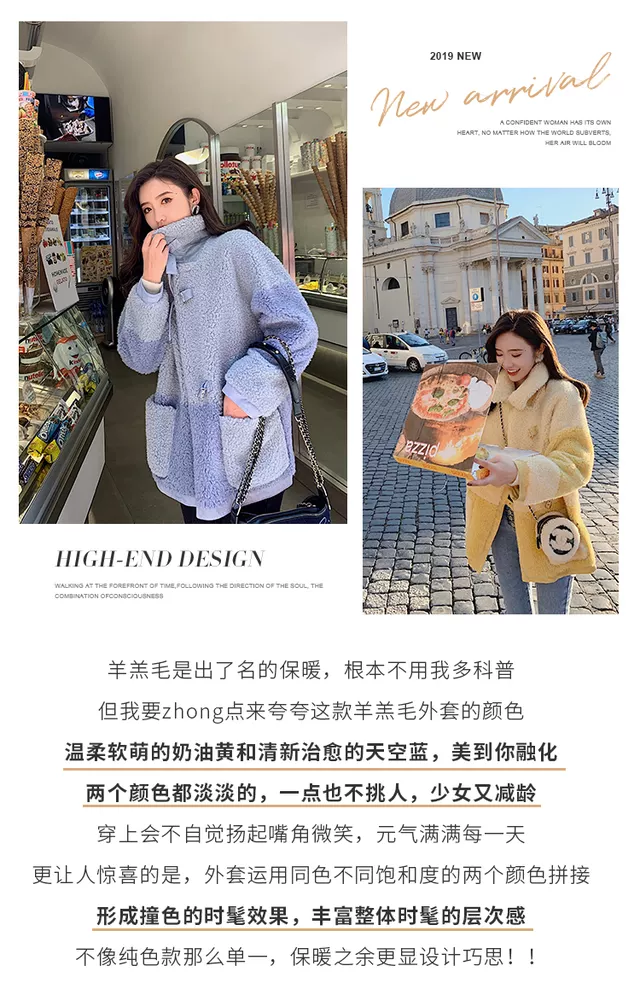 2019 NEW
New arrival
A CONFIDENT WOMAN HAS ITS OWN
HEART, NO MATTER HOW THE WORLD SUBVERTS,
HER AIR WILL BLOOM
pizza
HIGH-END DESIGN
WALKING AT THE FOREFRONT OF TIME,FOLLOWING THE DIRECTION OF THE SOUL, THE
COMBINATION OFCONSCIOUSNESS
羊羔毛是出了名的保暖，根本不用我多科普
但我要zhong点来夸夸这款羊羔毛外套的颜色
温柔软萌的奶油黄和清新治愈的天空蓝，美到你融化
两个颜色都淡淡的，一点也不挑人，少女又减龄
穿上会不自觉扬起嘴角微笑，元气满满每一天
更让人惊喜的是，外套运用同色不同饱和度的两个颜色拼接
形成撞色的时髦效果，丰富整体时髦的层次感
不像纯色款那么单一，保暖之余更显设计巧思！！